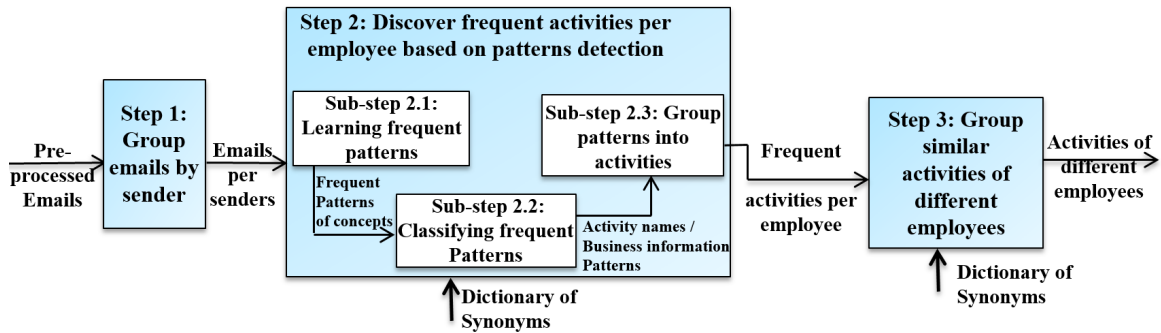 Pre-
processed
Emails
Step 1:
Group
emails by
sender
Emails
per
senders
Step 2: Discover frequent activities per
employee based on patterns detection
Sub-step 2.1:
Learning frequent
patterns
Frequent
Patterns
of concepts
Sub-step 2.2:
Classifying frequent
Patterns
Activity names /
Business information
Patterns
Sub-step 2.3: Group
patterns into
activities
Dictionary of
Synonyms
Frequent
activities per
employee
Step 3: Group
similar
activities of
different
employees
Dictionary of
Synonyms
Activities of
different
employees